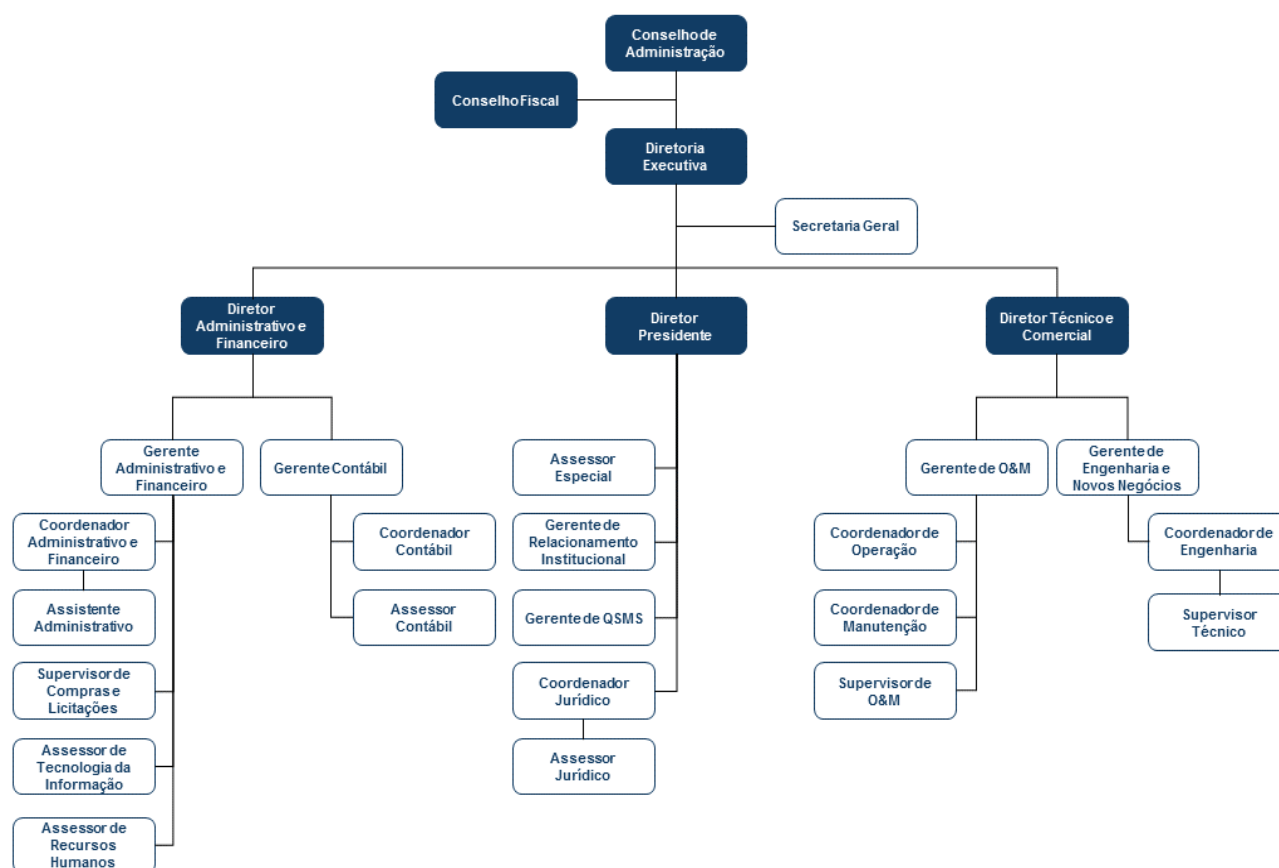 Conselho de
Administração
Conselho Fiscal
Diretoria
Executiva
Secretaria Geral
Diretor
Administrativo e
Financeiro
Diretor
Presidente
Diretor Técnico e
Comercial
Gerente
Administrativo e
Financeiro
Gerente Contábil
Assessor
Especial
Gerente de O&M
Gerente de
Engenharia e
Novos Negócios
Coordenador
Administrativo e
Financeiro
Coordenador
Contábil
Gerente de
Relacionamento
Institucional
Coordenador
de Operação
Coordenador de
Engenharia
Assistente
Administrativo
Assessor
Contábil
Gerente de QSMS
Coordenador de
Manutenção
Supervisor
Técnico
Supervisor de
Compras e
Licitações
Coordenador
Jurídico
Supervisor de
O&M
Assessor de
Tecnologia da
Informação
Assessor
Jurídico
Assessor de
Recursos
Humanos